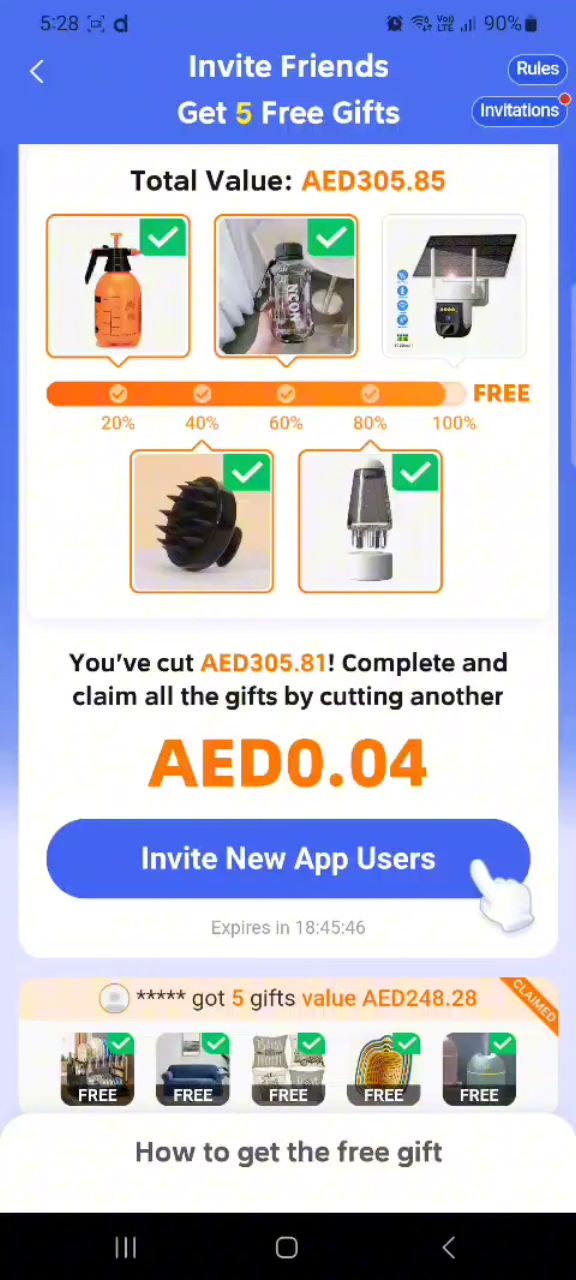 5:28 d 90%
Invite Friends
Rules
Get 5 Free Gifts
Invitations
Total Value: AED305.85
NCON
FREE
20% 40% 60% 80% 100%
You've cut AED305.81! Complete and
claim all the gifts by cutting another
AED0.04
Invite New App Users
Expires in 18:45:46
***** got 5 gifts value AED248.28
CLAIMED
FREE FREE FREE FREE FREE
How to get the free gift